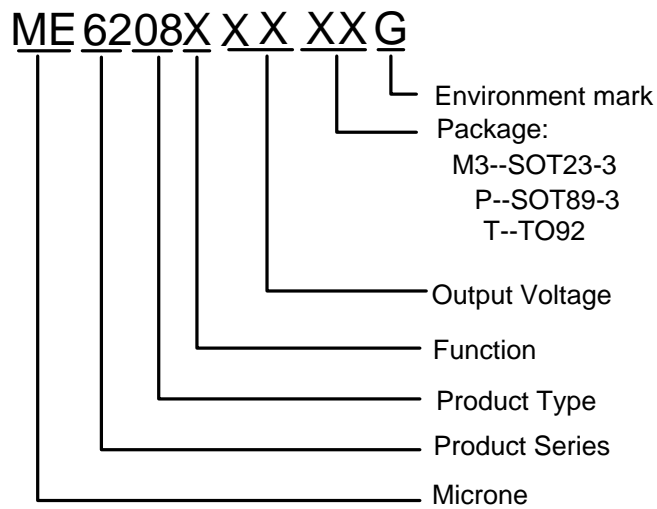 ME6208X XX XXG
Environment mark
Package:
M3--SOT23-3
P--SOT89-3
T--TO92
Output Voltage
Function
Product Type
Product Series
Microne